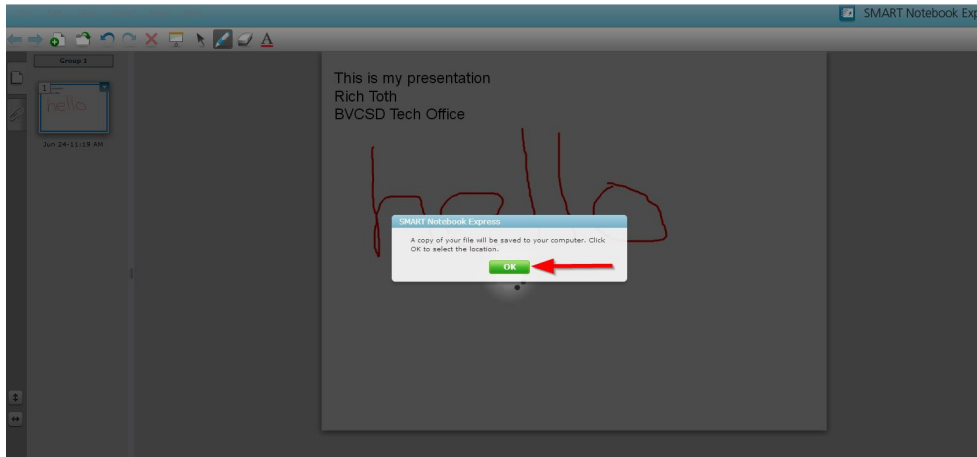 SMART Notebook Exp
A
Group 1
1
hello
Jun 24-11:19 AM
This is my presentation
Rich Toth
BVCSD Tech Office
hello
SMART Notebook Express
A copy of your file will be saved to your computer. Click
OK to select the location.
OK